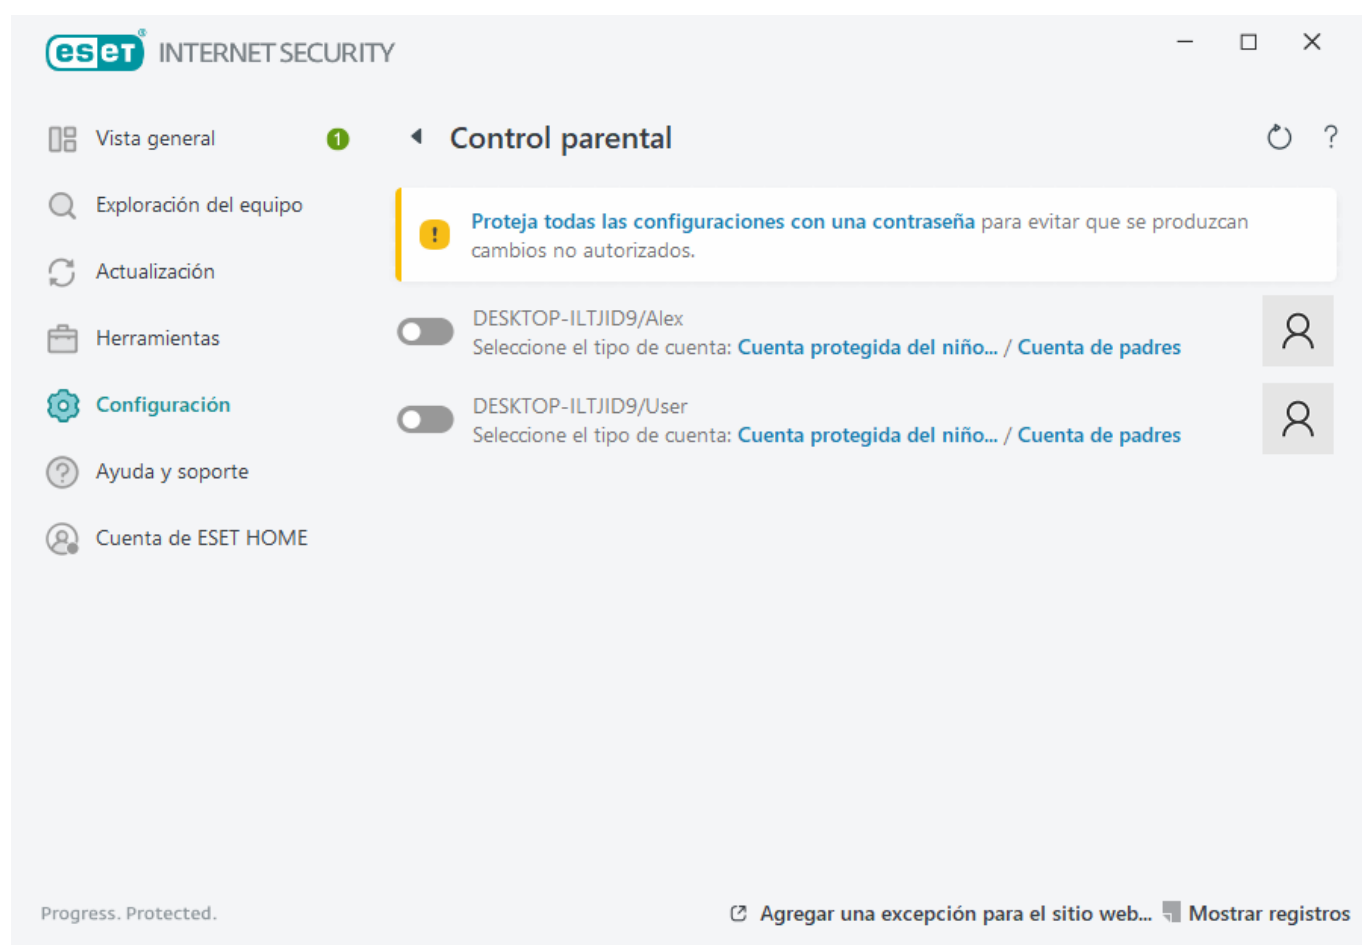 eset® INTERNET SECURITY
Vista general
1
Control parental
?
Exploración del equipo
Proteja todas las configuraciones con una contraseña para evitar que se produzcan
cambios no autorizados.
Actualización
DESKTOP-ILTJID9/Alex
Seleccione el tipo de cuenta: Cuenta protegida del niño... / Cuenta de padres
Herramientas
DESKTOP-ILTJID9/User
Seleccione el tipo de cuenta: Cuenta protegida del niño... / Cuenta de padres
Configuración
Ayuda y soporte
Cuenta de ESET HOME
Progress. Protected.
Agregar una excepción para el sitio web...
Mostrar registros